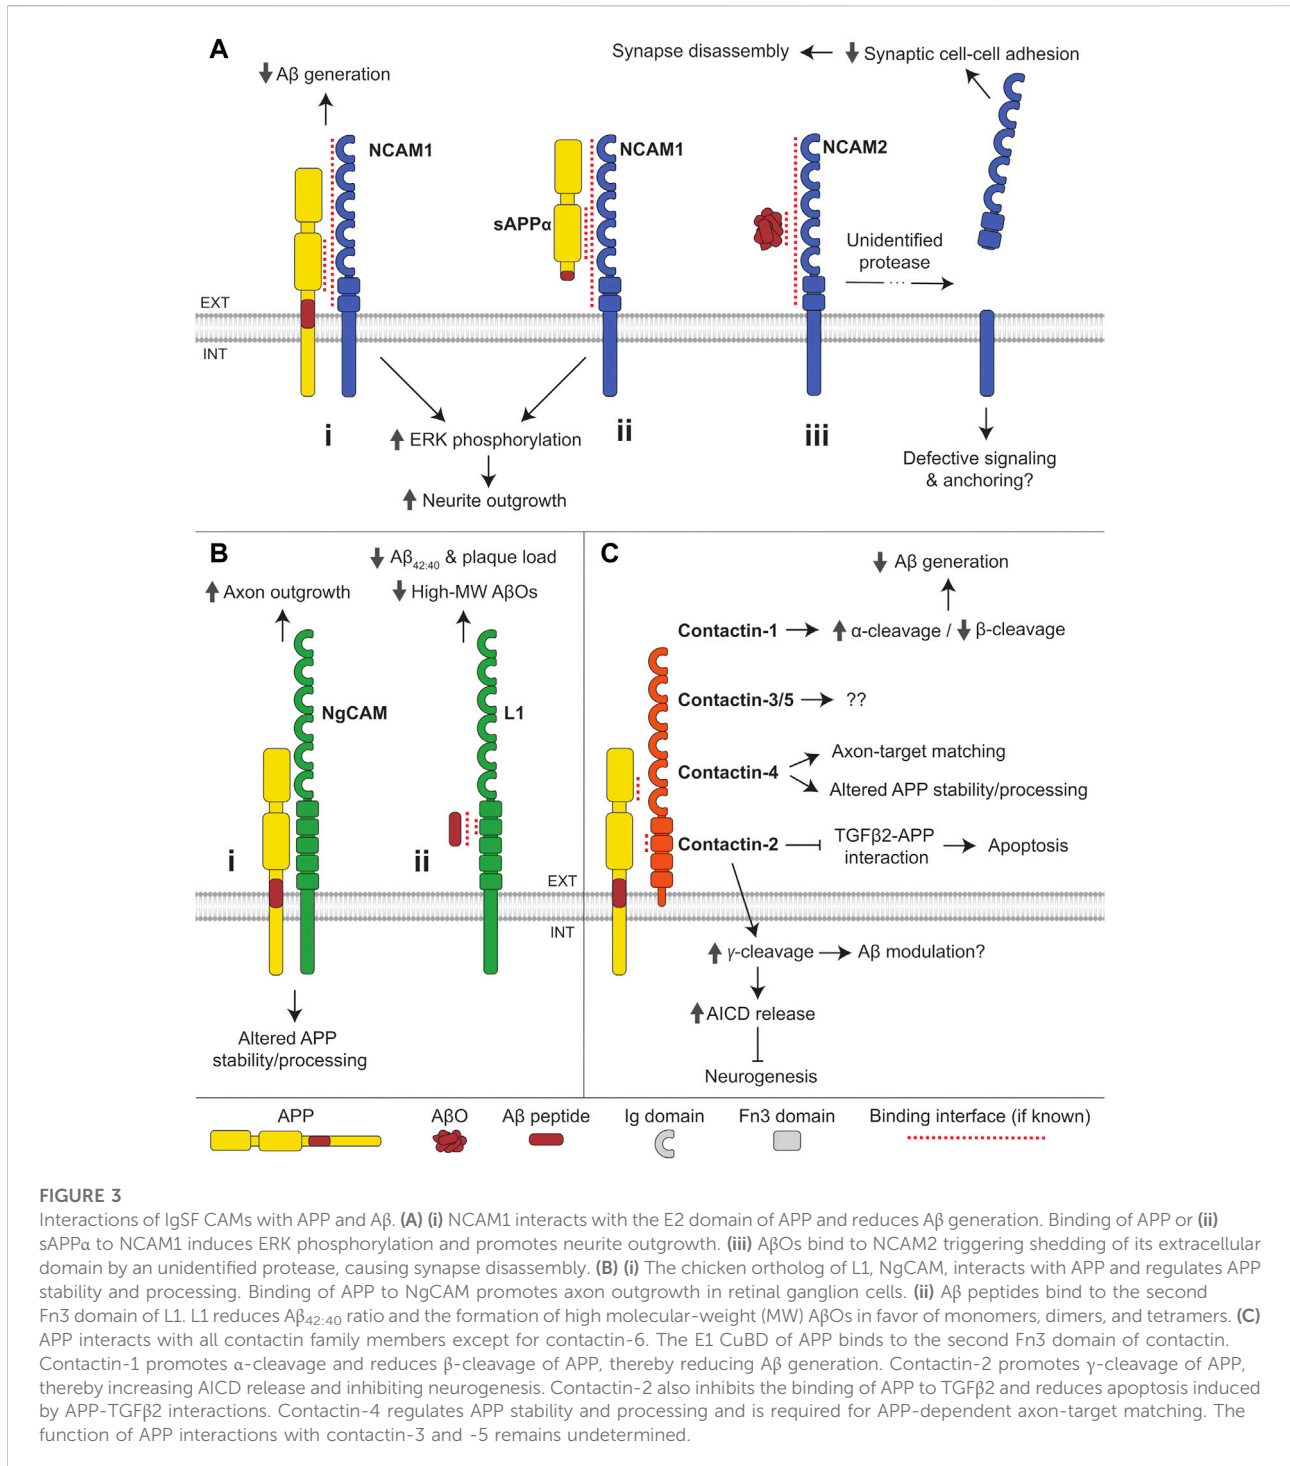 A
Aβ generation
NCAM1
EXT
INT
i
sAPPα
NCAM1
ii
ERK phosphorylation
Neurite outgrowth
Synapse disassembly
Synaptic cell-cell adhesion
NCAM2
Unidentified
protease
...
iii
Defective signaling
& anchoring?
B
Axon outgrowth
NgCAM
i
Altered APP
stability/processing
Aβ42:40 & plaque load
High-MW AβOs
L1
ii
EXT
INT
C
Aβ generation
Contactin-1
α-cleavage / β-cleavage
Contactin-3/5
??
Contactin-4
Axon-target matching
Altered APP stability/processing
Contactin-2
TGFβ2-APP
interaction
Apoptosis
γ-cleavage
Aβ modulation?
AICD release
Neurogenesis
APP
AβO
Aβ peptide
Ig domain
Fn3 domain
Binding interface (if known)
FIGURE 3
Interactions of IgSF CAMs with APP and Aβ. (A) (i) NCAM1 interacts with the E2 domain of APP and reduces Aβ generation. Binding of APP or (ii)
sAPPα to NCAM1 induces ERK phosphorylation and promotes neurite outgrowth. (iii) AβOs bind to NCAM2 triggering shedding of its extracellular
domain by an unidentified protease, causing synapse disassembly. (B) (i) The chicken ortholog of L1, NgCAM, interacts with APP and regulates APP
stability and processing. Binding of APP to NgCAM promotes axon outgrowth in retinal ganglion cells. (ii) Aβ peptides bind to the second
Fn3 domain of L1. L1 reduces Aβ42:40 ratio and the formation of high molecular-weight (MW) AβOs in favor of monomers, dimers, and tetramers. (C)
APP interacts with all contactin family members except for contactin-6. The E1 CuBD of APP binds to the second Fn3 domain of contactin.
Contactin-1 promotes α-cleavage and reduces β-cleavage of APP, thereby reducing Aβ generation. Contactin-2 promotes γ-cleavage of APP,
thereby increasing AICD release and inhibiting neurogenesis. Contactin-2 also inhibits the binding of APP to TGFβ2 and reduces apoptosis induced
by APP-TGFβ2 interactions. Contactin-4 regulates APP stability and processing and is required for APP-dependent axon-target matching. The
function of APP interactions with contactin-3 and -5 remains undetermined.